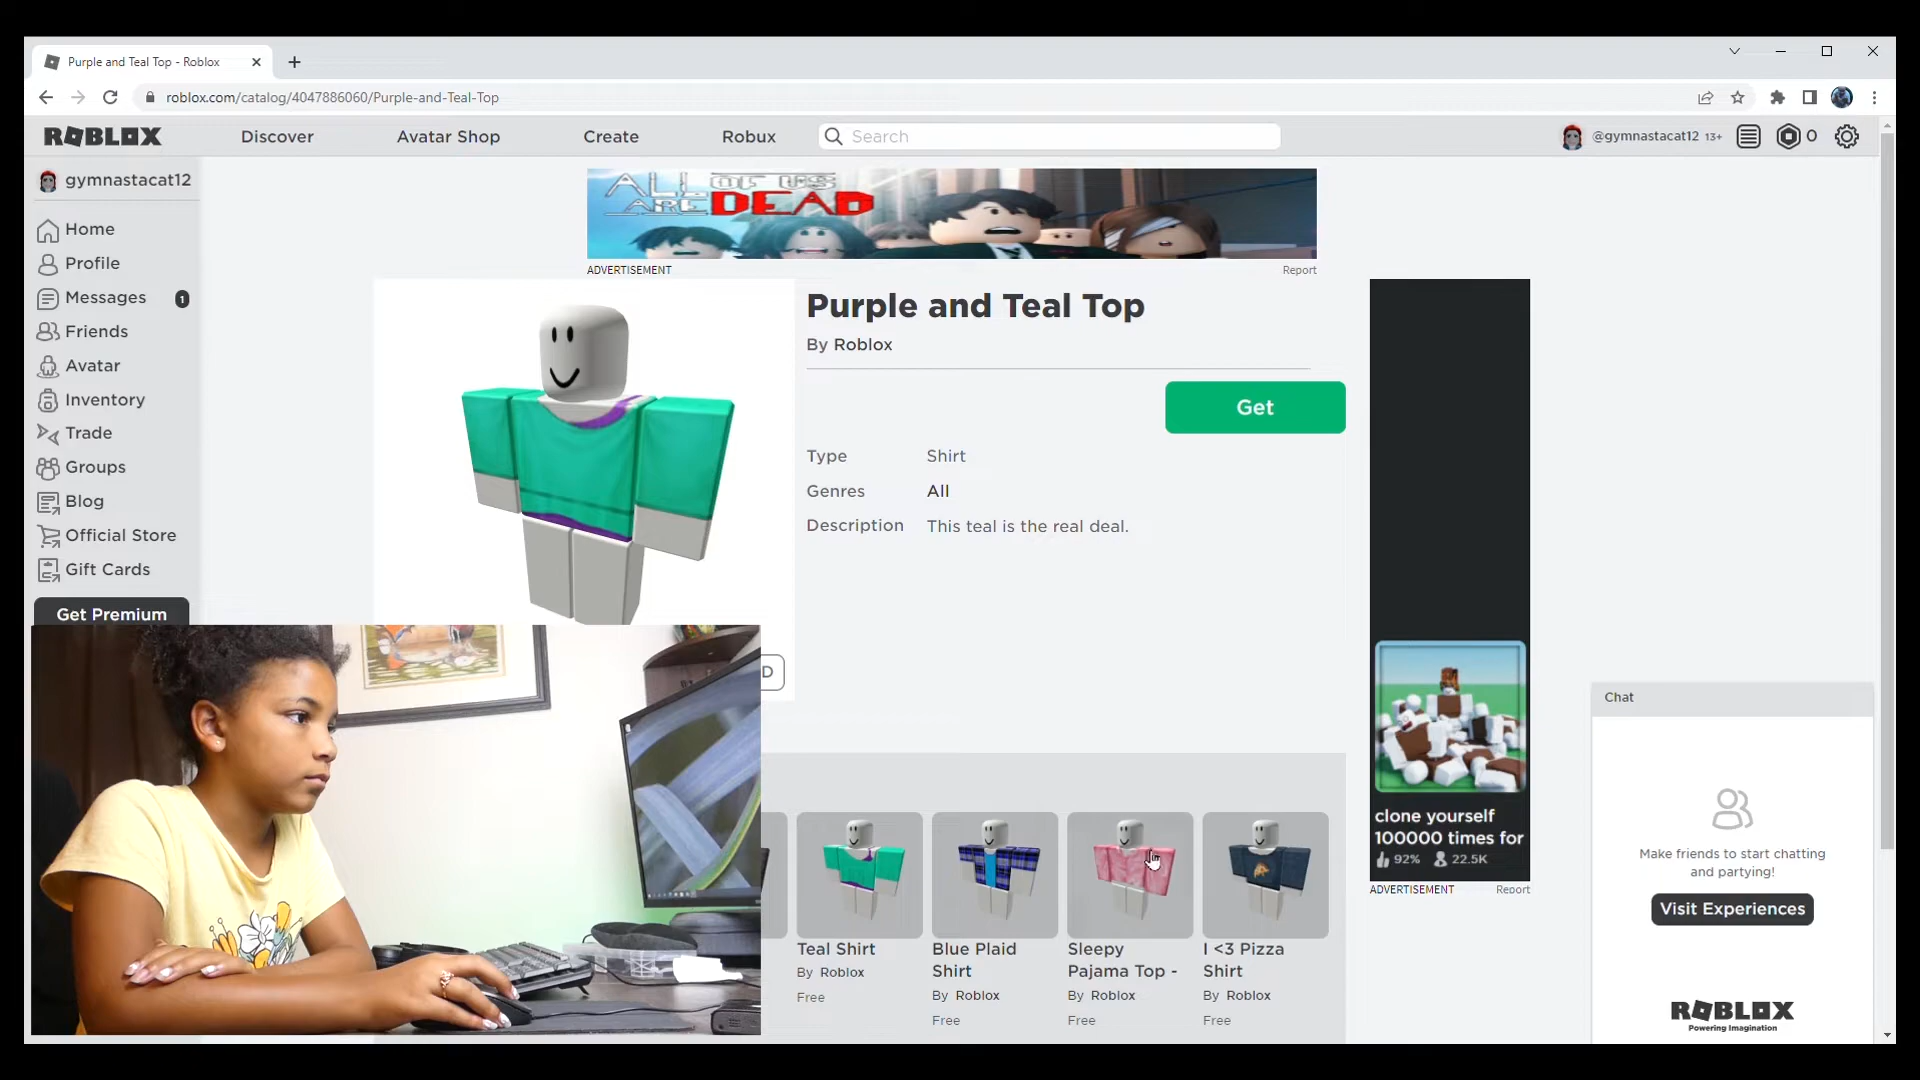 Purple and Teal Top - Roblox
roblox.com/catalog/4047886060/Purple-and-Teal-Top
ROBLOX
Discover
Avatar Shop
Create
Robux
Search
@gymnastacat12 13+
0
gymnastacat12
Home
Profile
Messages 1
Friends
Avatar
Inventory
Trade
Groups
Blog
Official Store
Gift Cards
Get Premium
ALL OF US
ARE DEAD
ADVERTISEMENT
Report
Purple and Teal Top
By Roblox
Get
Type Shirt
Genres All
Description This teal is the real deal.
D
Teal Shirt
By Roblox
Free
Blue Plaid
Shirt
By Roblox
Free
Sleepy
Pajama Top -
By Roblox
Free
I <3 Pizza
Shirt
By Roblox
Free
clone yourself
100000 times for
92% 22.5K
ADVERTISEMENT
Report
Chat
Make friends to start chatting
and partying!
Visit Experiences
ROBLOX
Powering Imagination